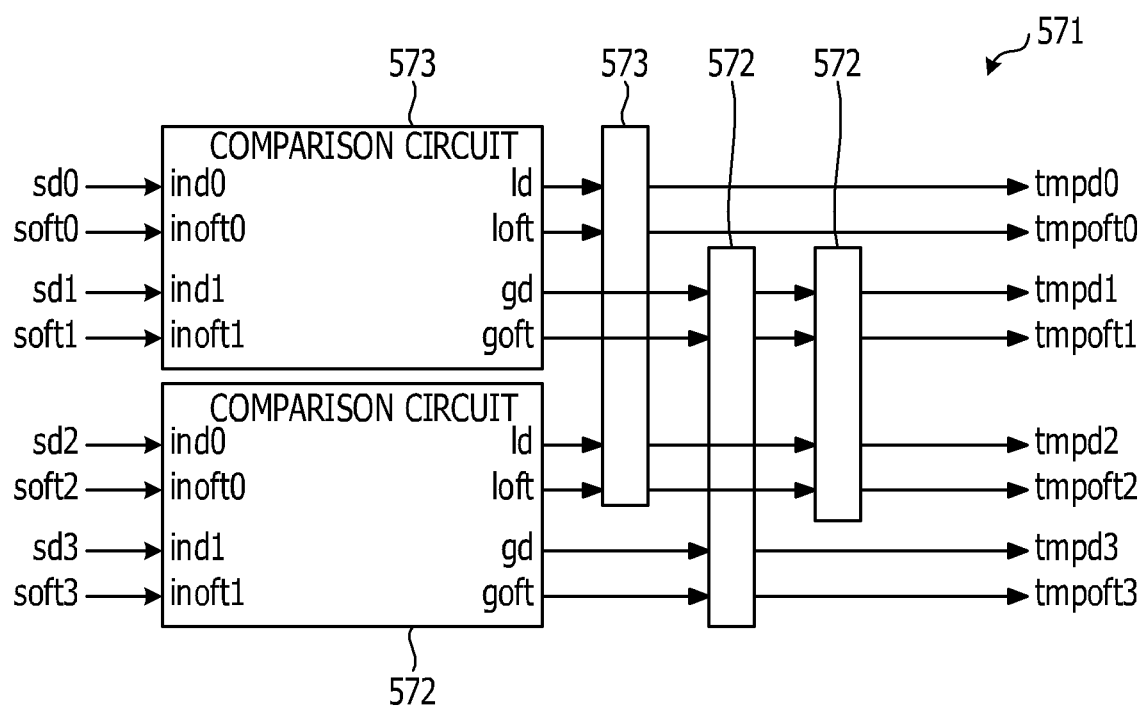 571
573
573
572
572
COMPARISON CIRCUIT
sd0
ind0
ld
tmpd0
soft0
inoft0
loft
tmpoft0
sd1
ind1
gd
tmpd1
soft1
inoft1
goft
tmpoft1
COMPARISON CIRCUIT
sd2
ind0
ld
tmpd2
soft2
inoft0
loft
tmpoft2
sd3
ind1
gd
tmpd3
soft3
inoft1
goft
tmpoft3
572